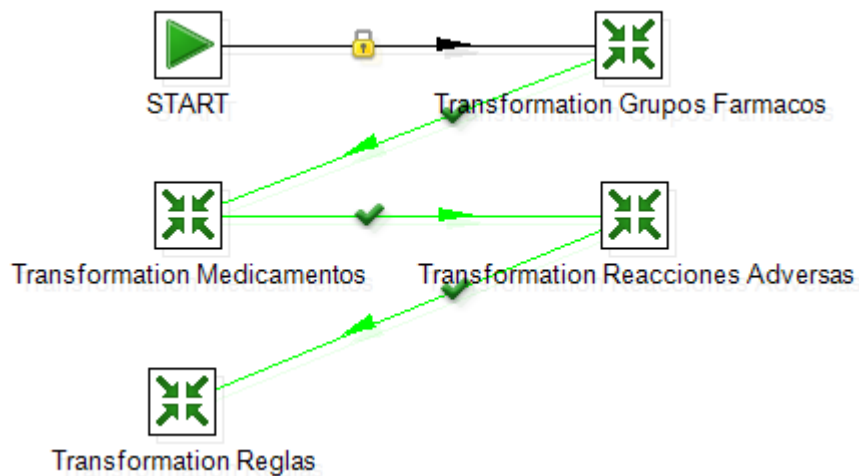 START
Transformation Grupos Farmacos
Transformation Medicamentos
Transformation Reacciones Adversas
Transformation Reglas